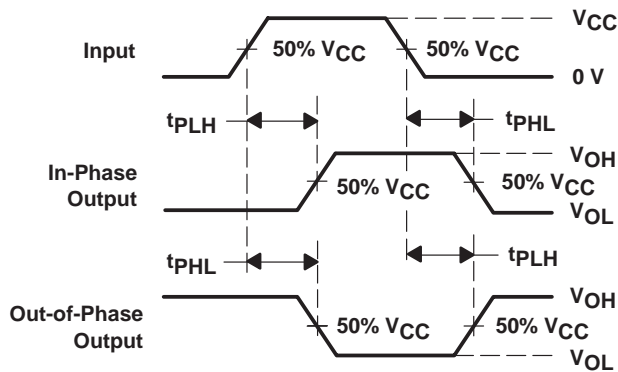 VCC
Input
50% VCC
50% VCC
0 V
tPLH
tPHL
In-Phase
Output
VOH
50% VCC
50% VCC
VOL
tPHL
tPLH
Out-of-Phase
Output
VOH
50% VCC
50% VCC
VOL